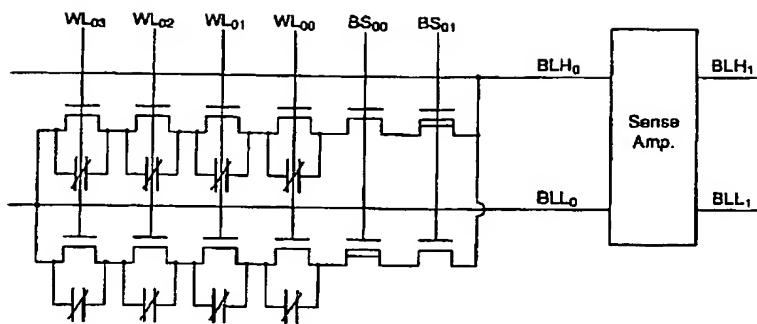 WL03 WL02 WL01 WL00 BS00 BS01
BLH0 BLH1
Sense
Amp.
BLL0 BLL1